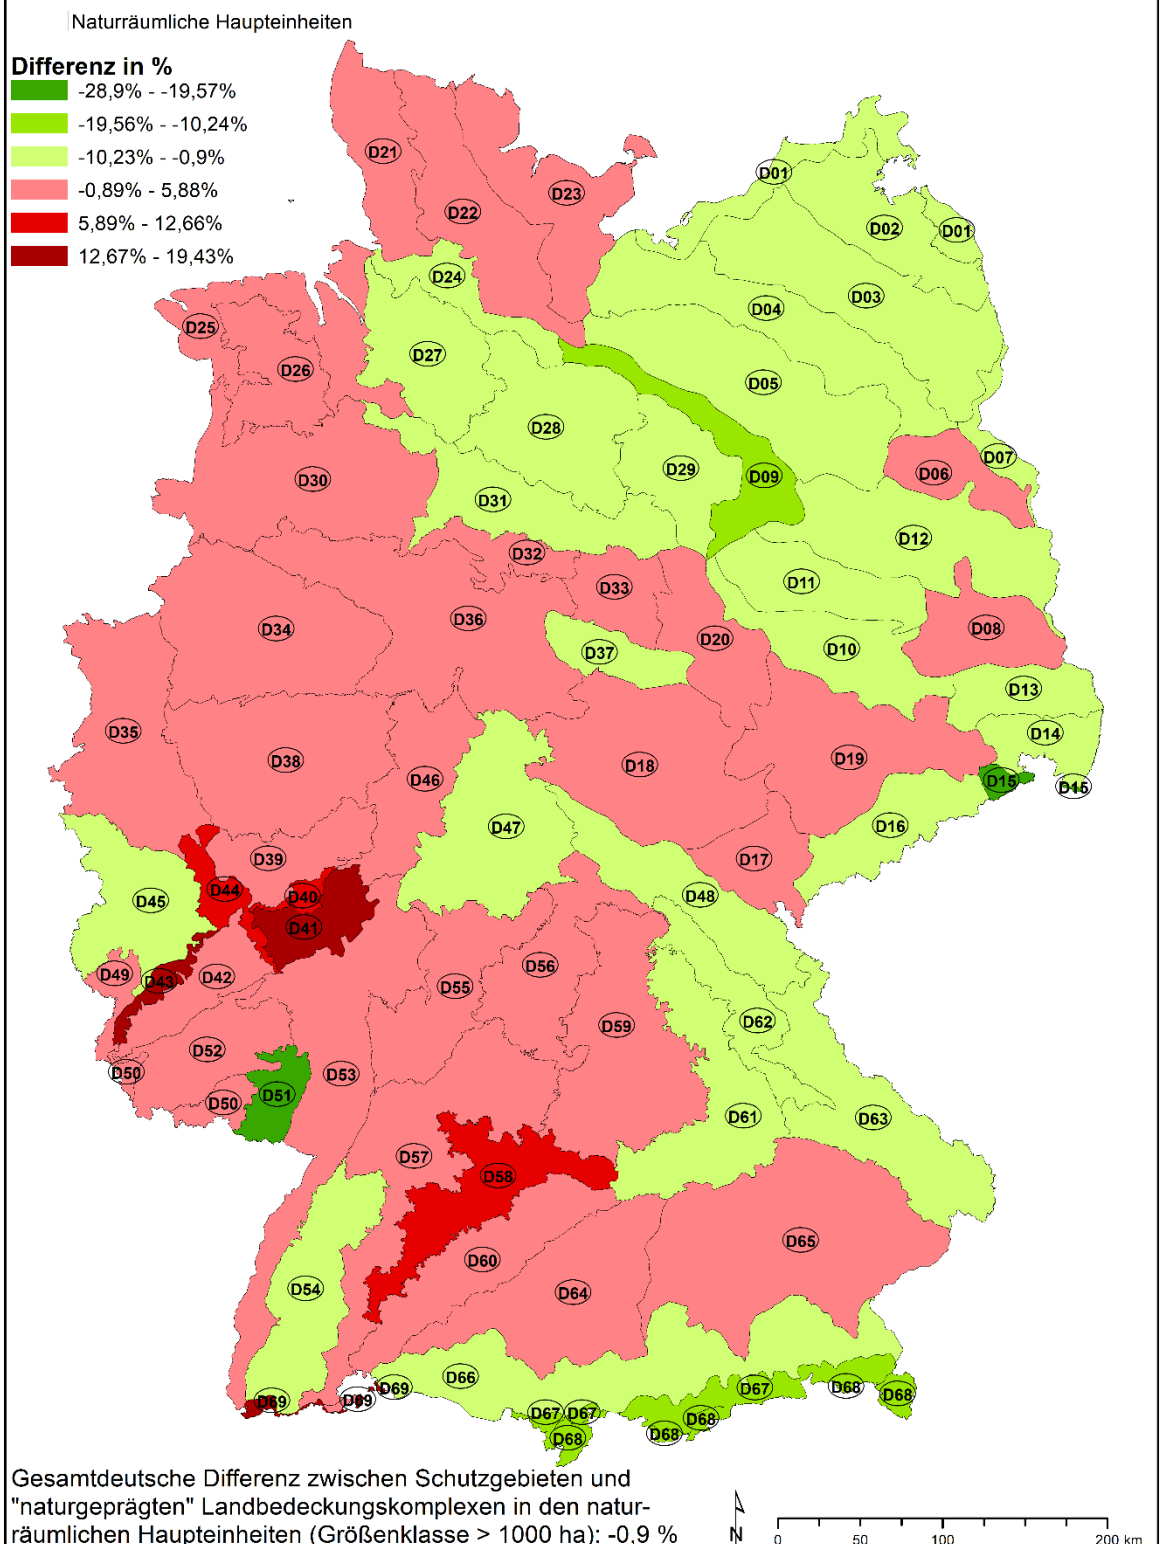 Naturräumliche Haupteinheiten
Differenz in %
-28,9% - -19,57%
-19,56% - -10,24%
-10,23% - -0,9%
-0,89% - 5,88%
5,89% - 12,66%
12,67% - 19,43%
D21
D01
D23
D22
D02
D01
D24
D03
D04
D25
D27
D26
D05
D28
D07
D29
D06
D09
D30
D31
D12
D32
D11
D33
D36
D34
D08
D20
D10
D37
D13
D35
D14
D38
D19
D18
D46
D15
D15
D47
D16
D39
D17
D44
D40
D48
D45
D41
D56
D49
D43
D42
D55
D62
D59
D52
D50
D53
D51
D50
D61
D63
D57
D58
D65
D60
D54
D64
D66
D69
D67
D68
D68
D69
D69
D67
D67
D68
D68
D68
Gesamtdeutsche Differenz zwischen Schutzgebieten und
"naturgeprägten" Landbedeckungskomplexen in den natur-
räumlichen Haupteinheiten (Größenklasse > 1000 ha): -0,9 %
N
0 50 100 200 km